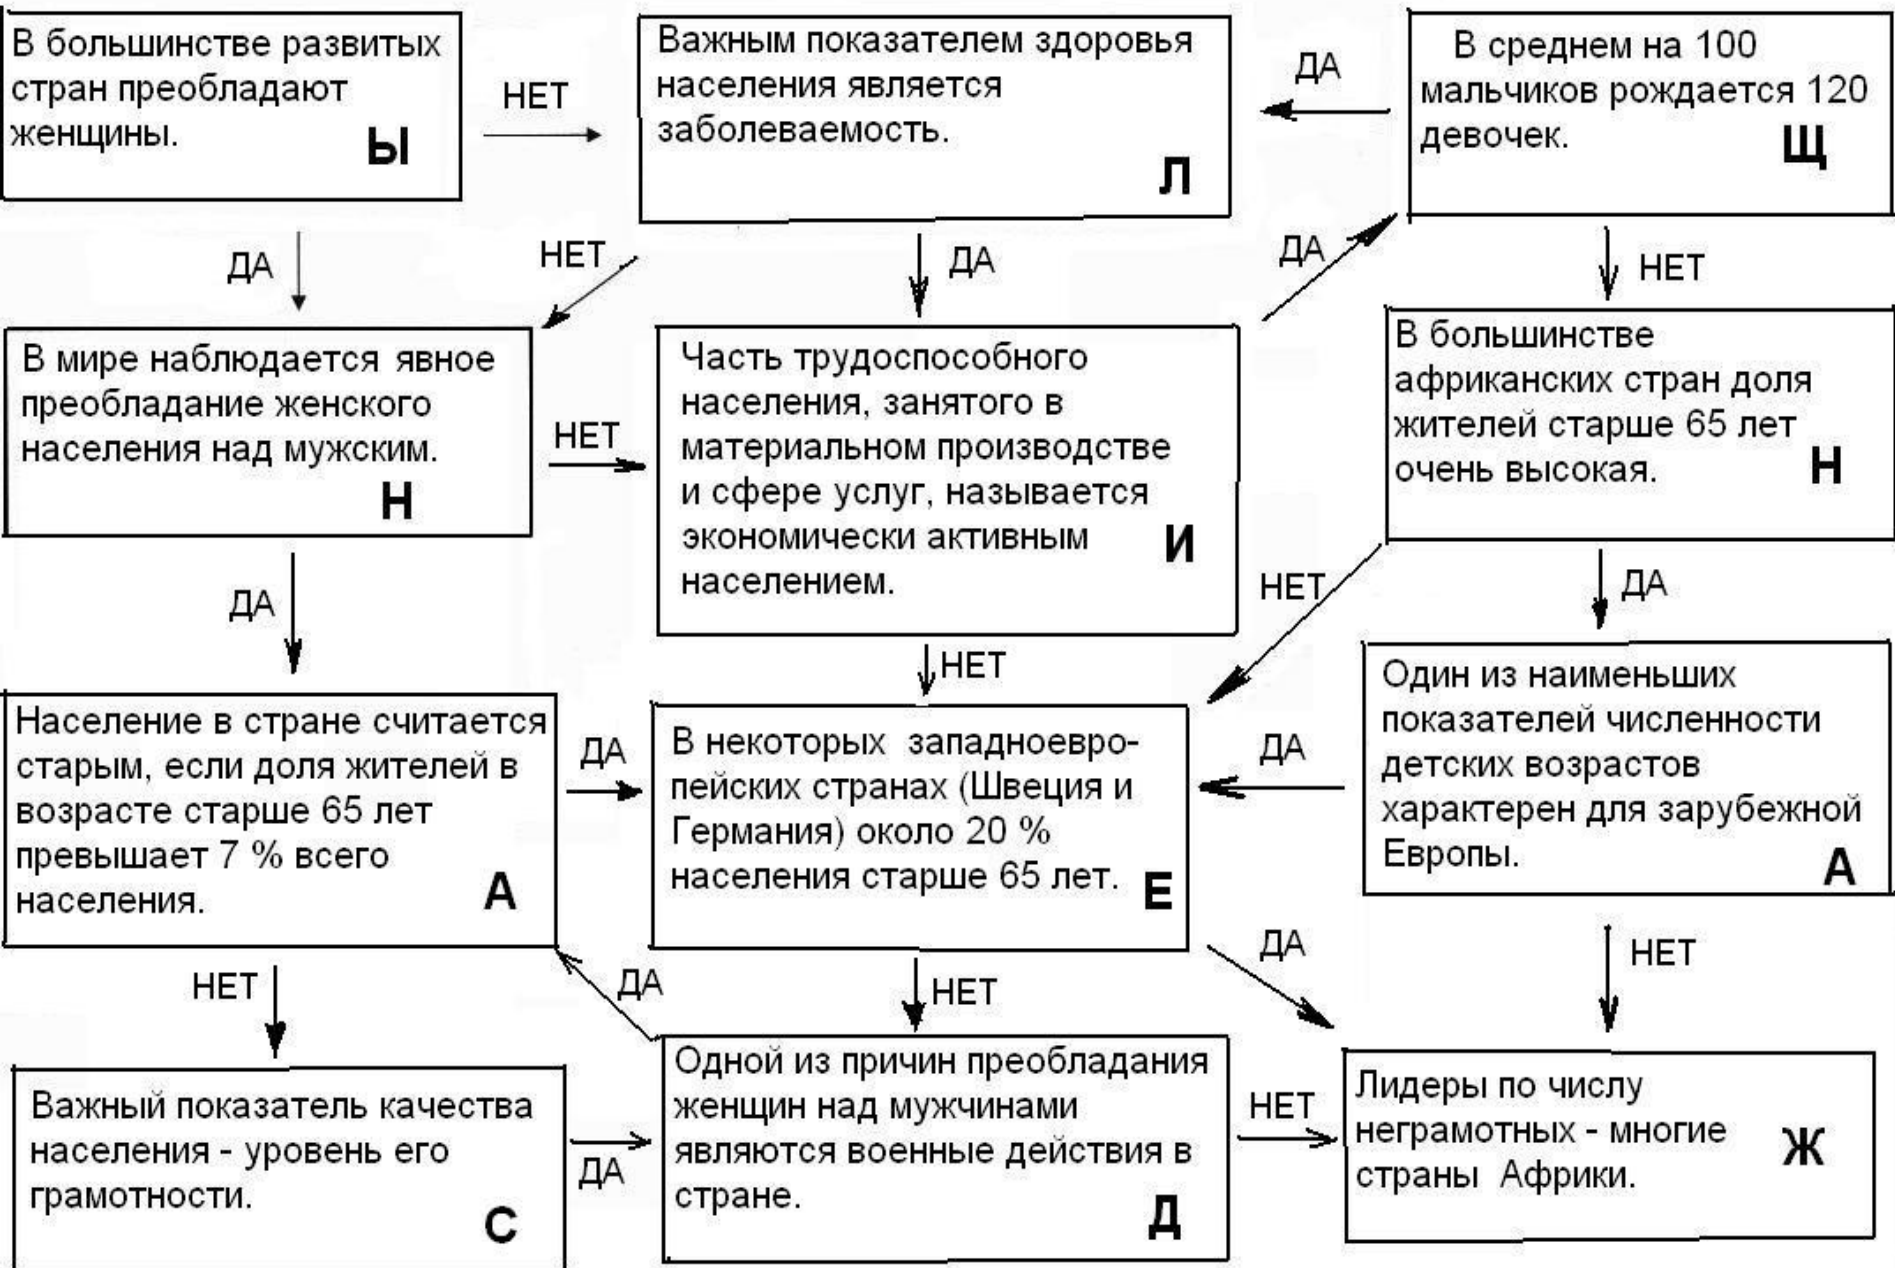 В большинстве развитых
стран преобладают
женщины.
Ы
НЕТ
Важным показателем здоровья
населения является
заболеваемость.
Л
ДА
В среднем на 100
мальчиков рождается 120
девочек.
Щ
ДА
НЕТ
ДА
ДА
НЕТ
В мире наблюдается явное
преобладание женского
населения над мужским.
Н
НЕТ
Часть трудоспособного
населения, занятого в
материальном производстве
и сфере услуг, называется
экономически активным
населением.
И
В большинстве
африканских стран доля
жителей старше 65 лет
очень высокая.
Н
ДА
НЕТ
НЕТ
ДА
Население в стране считается
старым, если доля жителей в
возрасте старше 65 лет
превышает 7 % всего
населения.
А
ДА
В некоторых западноевро-
пейских странах (Швеция и
Германия) около 20 %
населения старше 65 лет.
Е
ДА
Один из наименьших
показателей численности
детских возрастов
характерен для зарубежной
Европы.
А
НЕТ
ДА
НЕТ
ДА
НЕТ
Важный показатель качества
населения - уровень его
грамотности.
С
ДА
Одной из причин преобладания
женщин над мужчинами
являются военные действия в
стране.
Д
НЕТ
Лидеры по числу
неграмотных - многие
страны Африки.
Ж